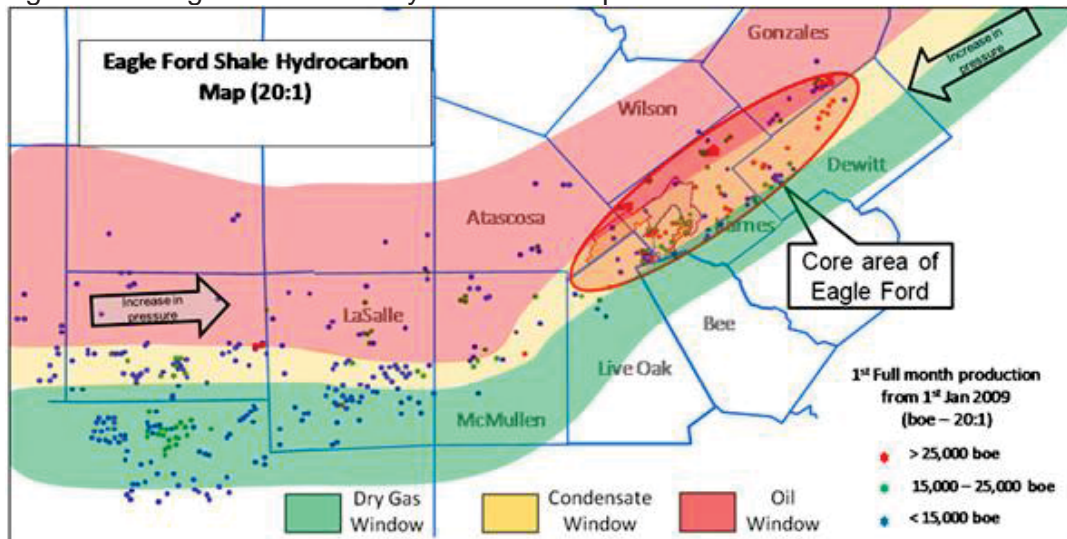 Eagle Ford Shale Hydrocarbon
Map (20:1)
Gonzales
Increase in
pressure
Wilson
Dewitt
Atascosa
Karnes
Core area of
Eagle Ford
Increase in
pressure
LaSalle
Bee
Live Oak
McMullen
1st Full month production
from 1st Jan 2009
(boe – 20:1)
> 25,000 boe
15,000 – 25,000 boe
< 15,000 boe
Dry Gas
Window
Condensate
Window
Oil
Window